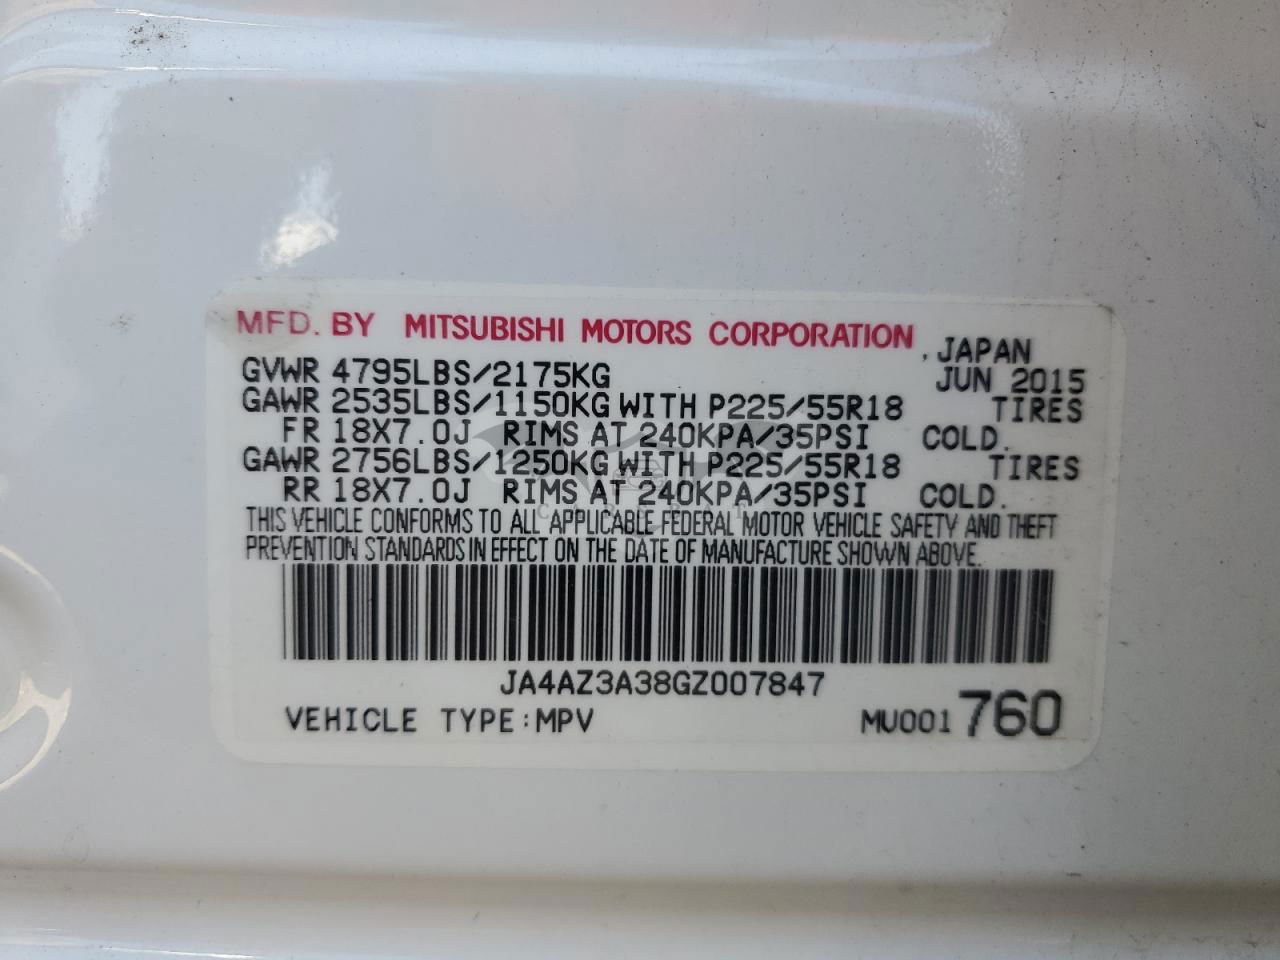 MFD. BY MITSUBISHI MOTORS CORPORATION, JAPAN
GVWR 4795LBS/2175KG JUN 2015
GAWR 2535LBS/1150KG WITH P225/55R18 TIRES
FR 18X7.0J RIMS AT 240KPA/35PSI COLD.
GAWR 2756LBS/1250KG WITH P225/55R18 TIRES
RR 18X7.0J RIMS AT 240KPA/35PSI COLD.
THIS VEHICLE CONFORMS TO ALL APPLICABLE FEDERAL MOTOR VEHICLE SAFETY AND THEFT
PREVENTION STANDARDS IN EFFECT ON THE DATE OF MANUFACTURE SHOWN ABOVE.
JA4AZ3A38GZ007847
VEHICLE TYPE:MPV MU001 760